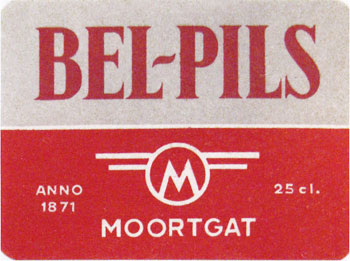 BEL-PILS
M
ANNO 1871
25 cl.
MOORTGAT